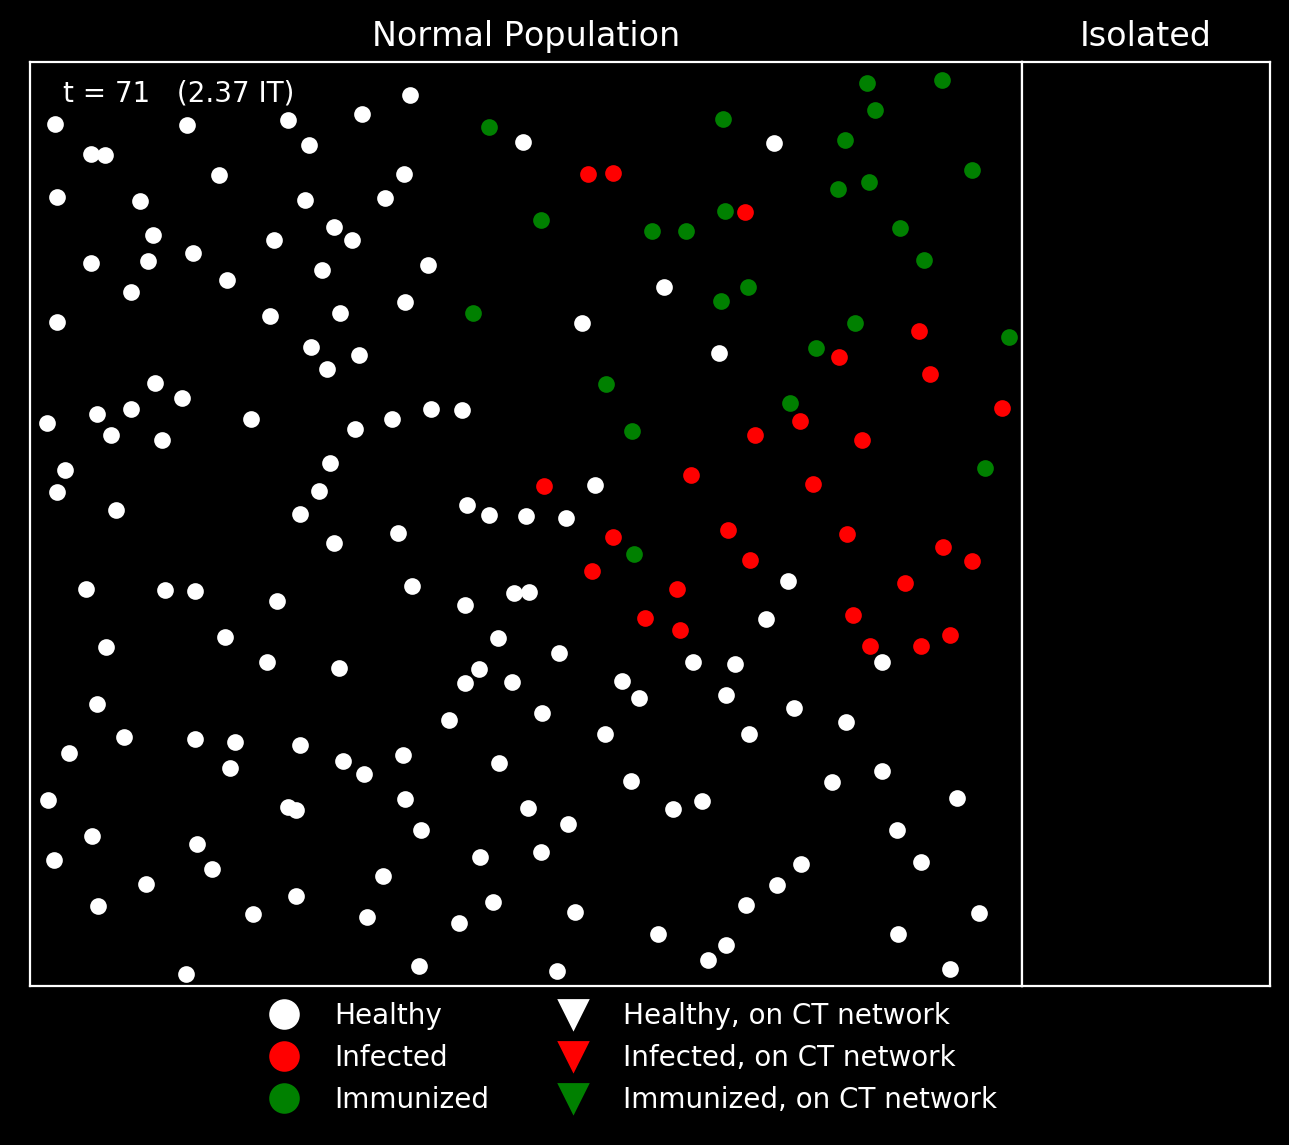 Normal Population
Isolated
t = 71 (2.37 IT)
Healthy
Infected
Immunized
Healthy, on CT network
Infected, on CT network
Immunized, on CT network